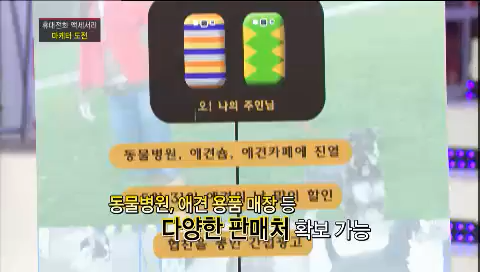 휴대전화 액세서리
마케터 도전
오! 나의 주인님
동물병원, 애견숍, 애견카페에 진열
할인
동물병원, 애견 용품 매장 등
다양한 판매처 확보 가능